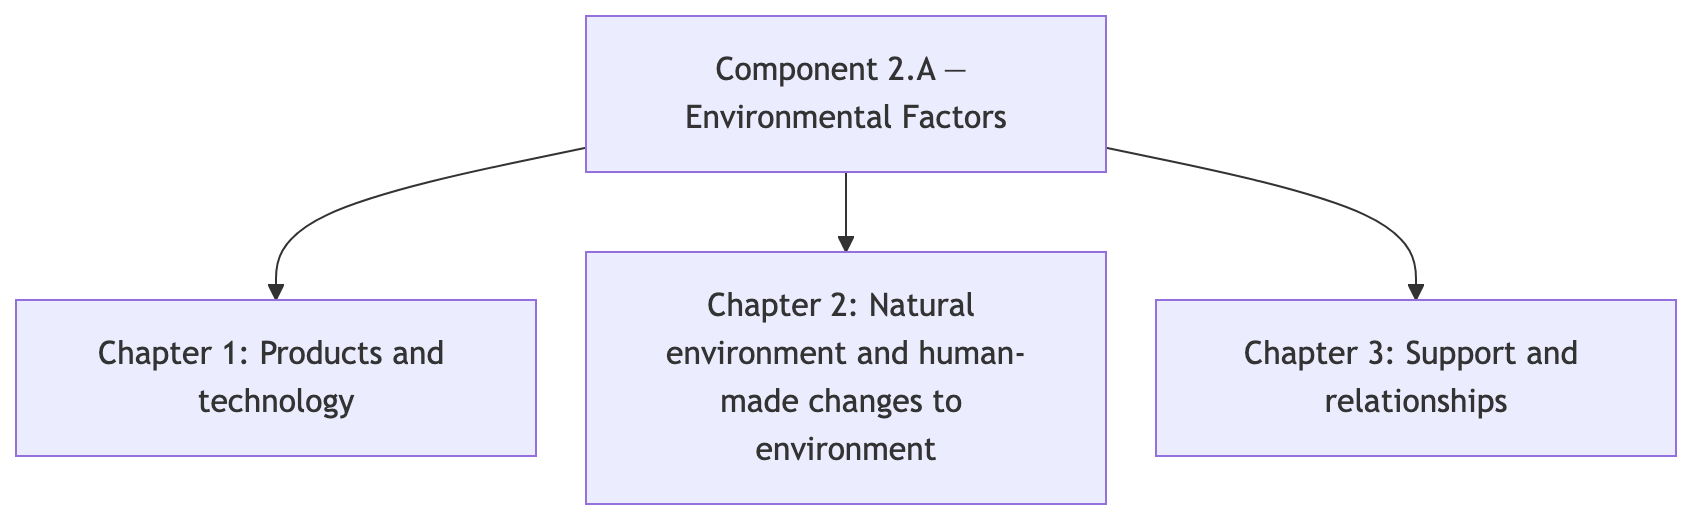 Component 2.A —
Environmental Factors
Chapter 1: Products and
technology
Chapter 2: Natural
environment and human-
made changes to
environment
Chapter 3: Support and
relationships